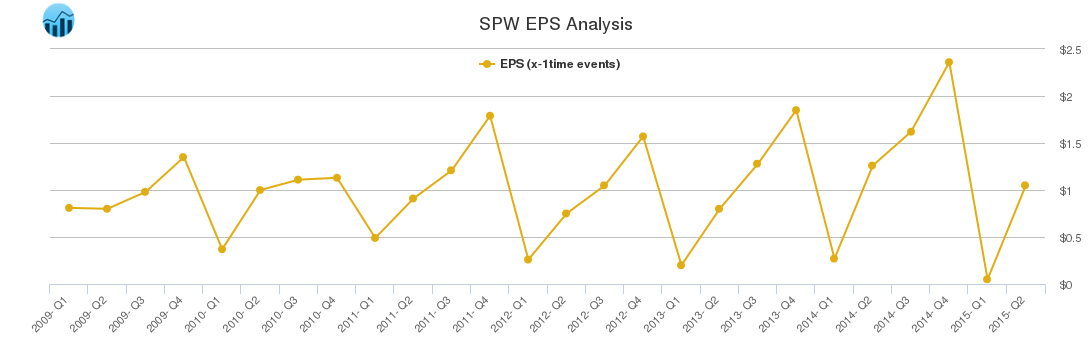 SPW EPS Analysis
EPS (x-1time events)
$2.5
$2
$1.5
$1
$0.5
$0
2009-Q1
2009-Q2
2009-Q3
2009-Q4
2010-Q1
2010-Q2
2010-Q3
2010-Q4
2011-Q1
2011-Q2
2011-Q3
2011-Q4
2012-Q1
2012-Q2
2012-Q3
2012-Q4
2013-Q1
2013-Q2
2013-Q3
2013-Q4
2014-Q1
2014-Q2
2014-Q3
2014-Q4
2015-Q1
2015-Q2